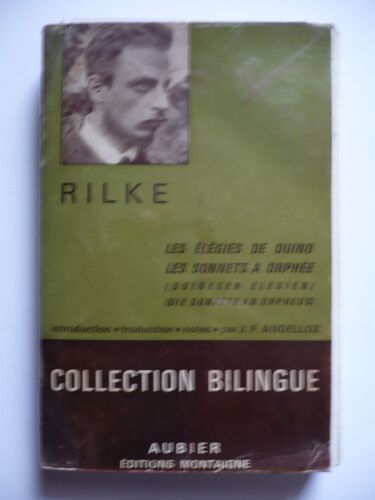 RILKE
LES ÉLÉGIES DE DUINO
LES SONNETS A ORPHÉE
(DUINESER ELEGIEN)
(DIE SONETTE AN ORPHEUS)
introduction • traduction • notes • par J. F. ANGELLOZ
COLLECTION BILINGUE
AUBIER
ÉDITIONS MONTAIGNE